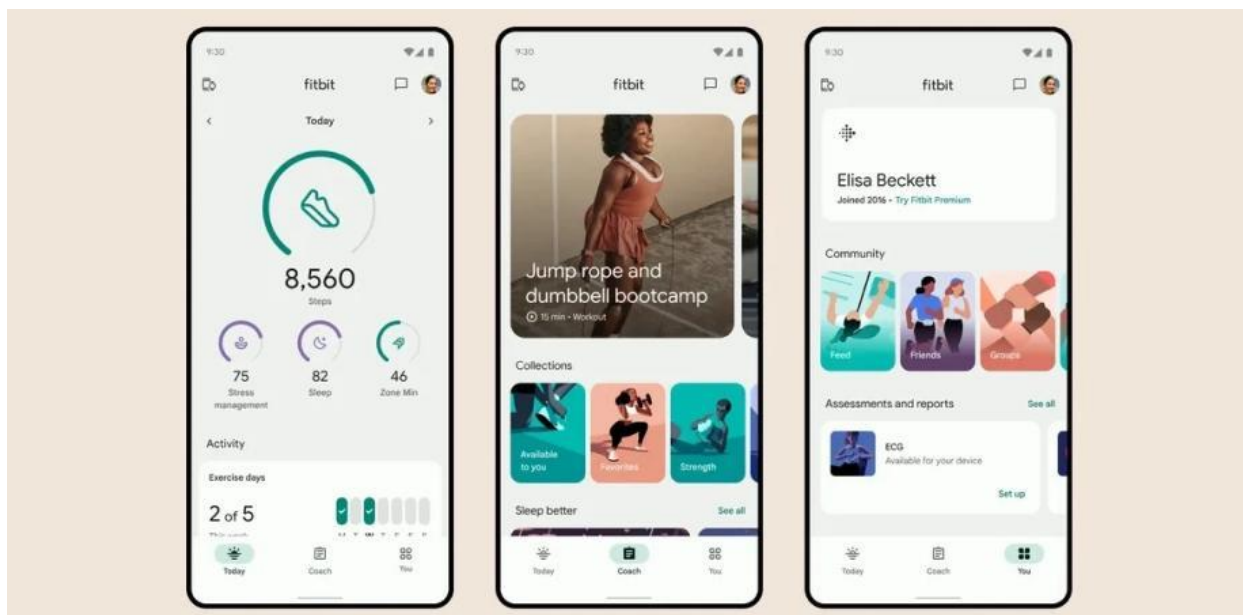 9:30
fitbit
Today
8,560
Steps
75
82
46
Stress
management
Sleep
Zone Min
Activity
Exercise days
2 of 5
Today
Coach
You
9:30
fitbit
Jump rope and
dumbbell bootcamp
15 min • Workout
Collections
Available
to you
Favorites
Strength
Sleep better
See all
Today
Coach
You
9:30
fitbit
Elisa Beckett
Joined 2016 • Try Fitbit Premium
Community
Feed
Friends
Groups
Assessments and reports
See all
ECG
Available for your device
Set up
Today
Coach
You